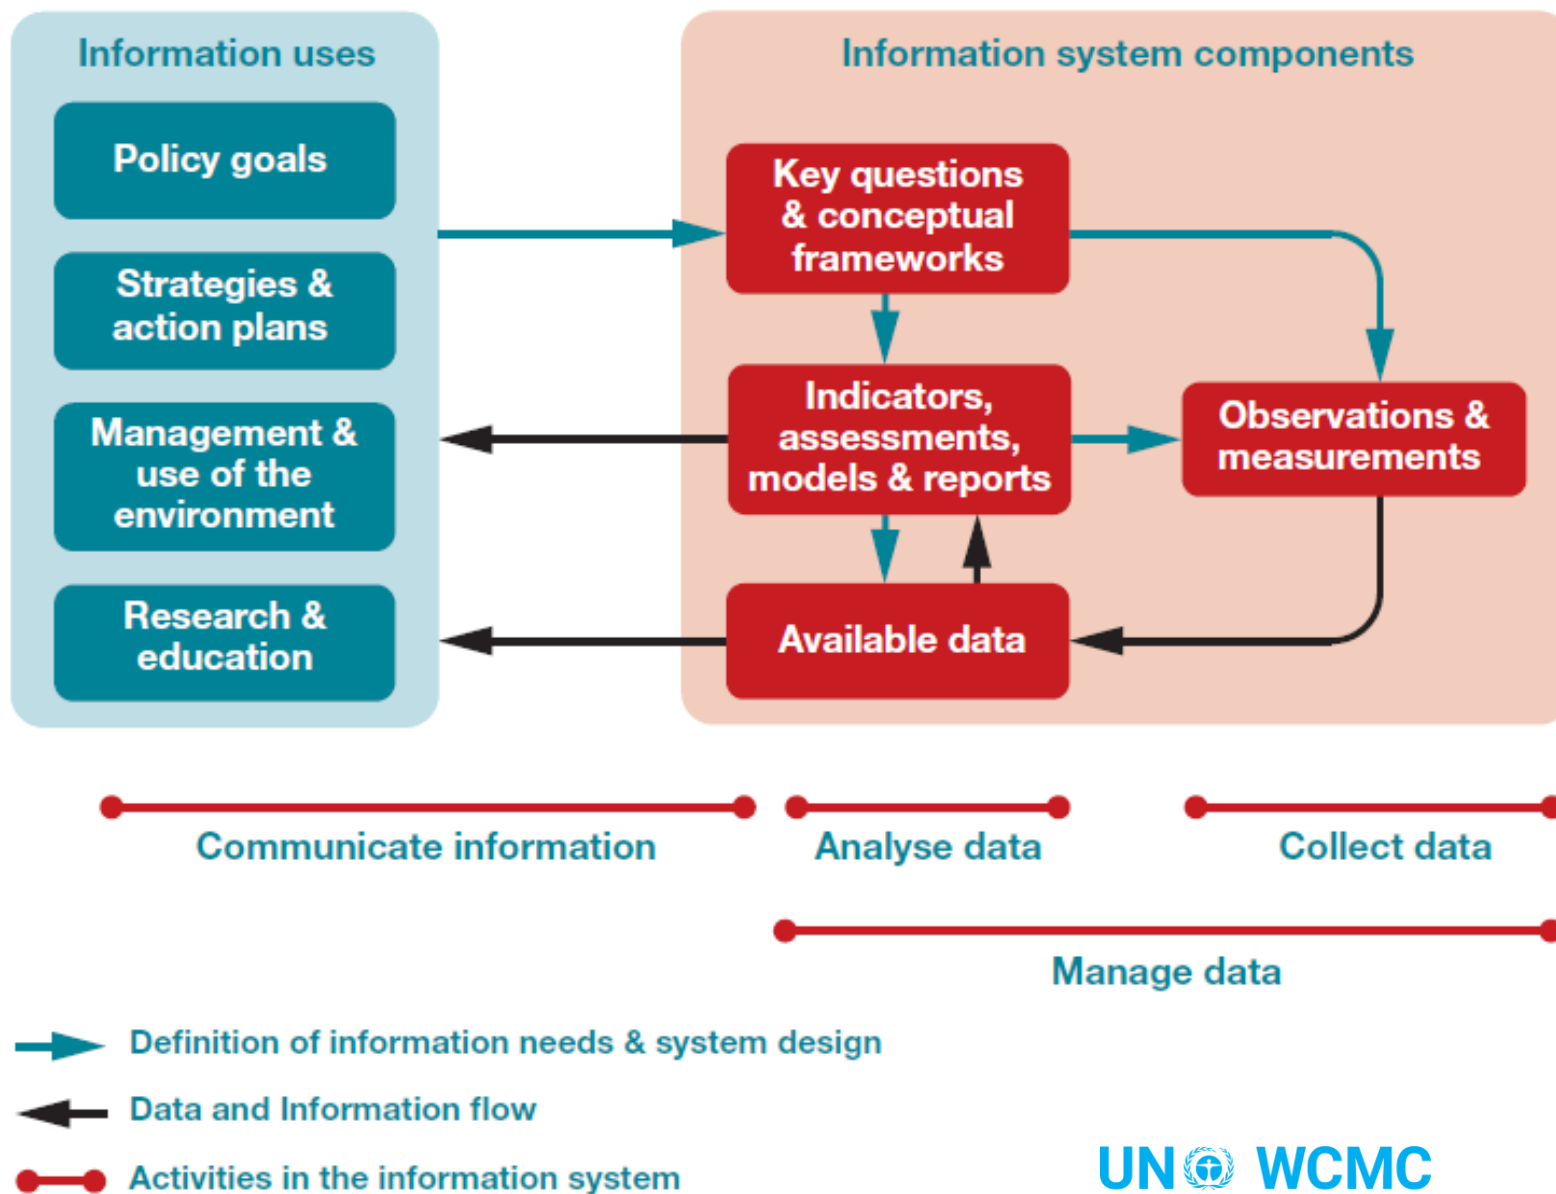 Information uses
Policy goals
Strategies &
action plans
Management &
use of the
environment
Research &
education
Information system components
Key questions
& conceptual
frameworks
Indicators,
assessments,
models & reports
Observations &
measurements
Available data
Communicate information
Analyse data
Collect data
Manage data
Definition of information needs & system design
Data and Information flow
Activities in the information system
UN WCMC